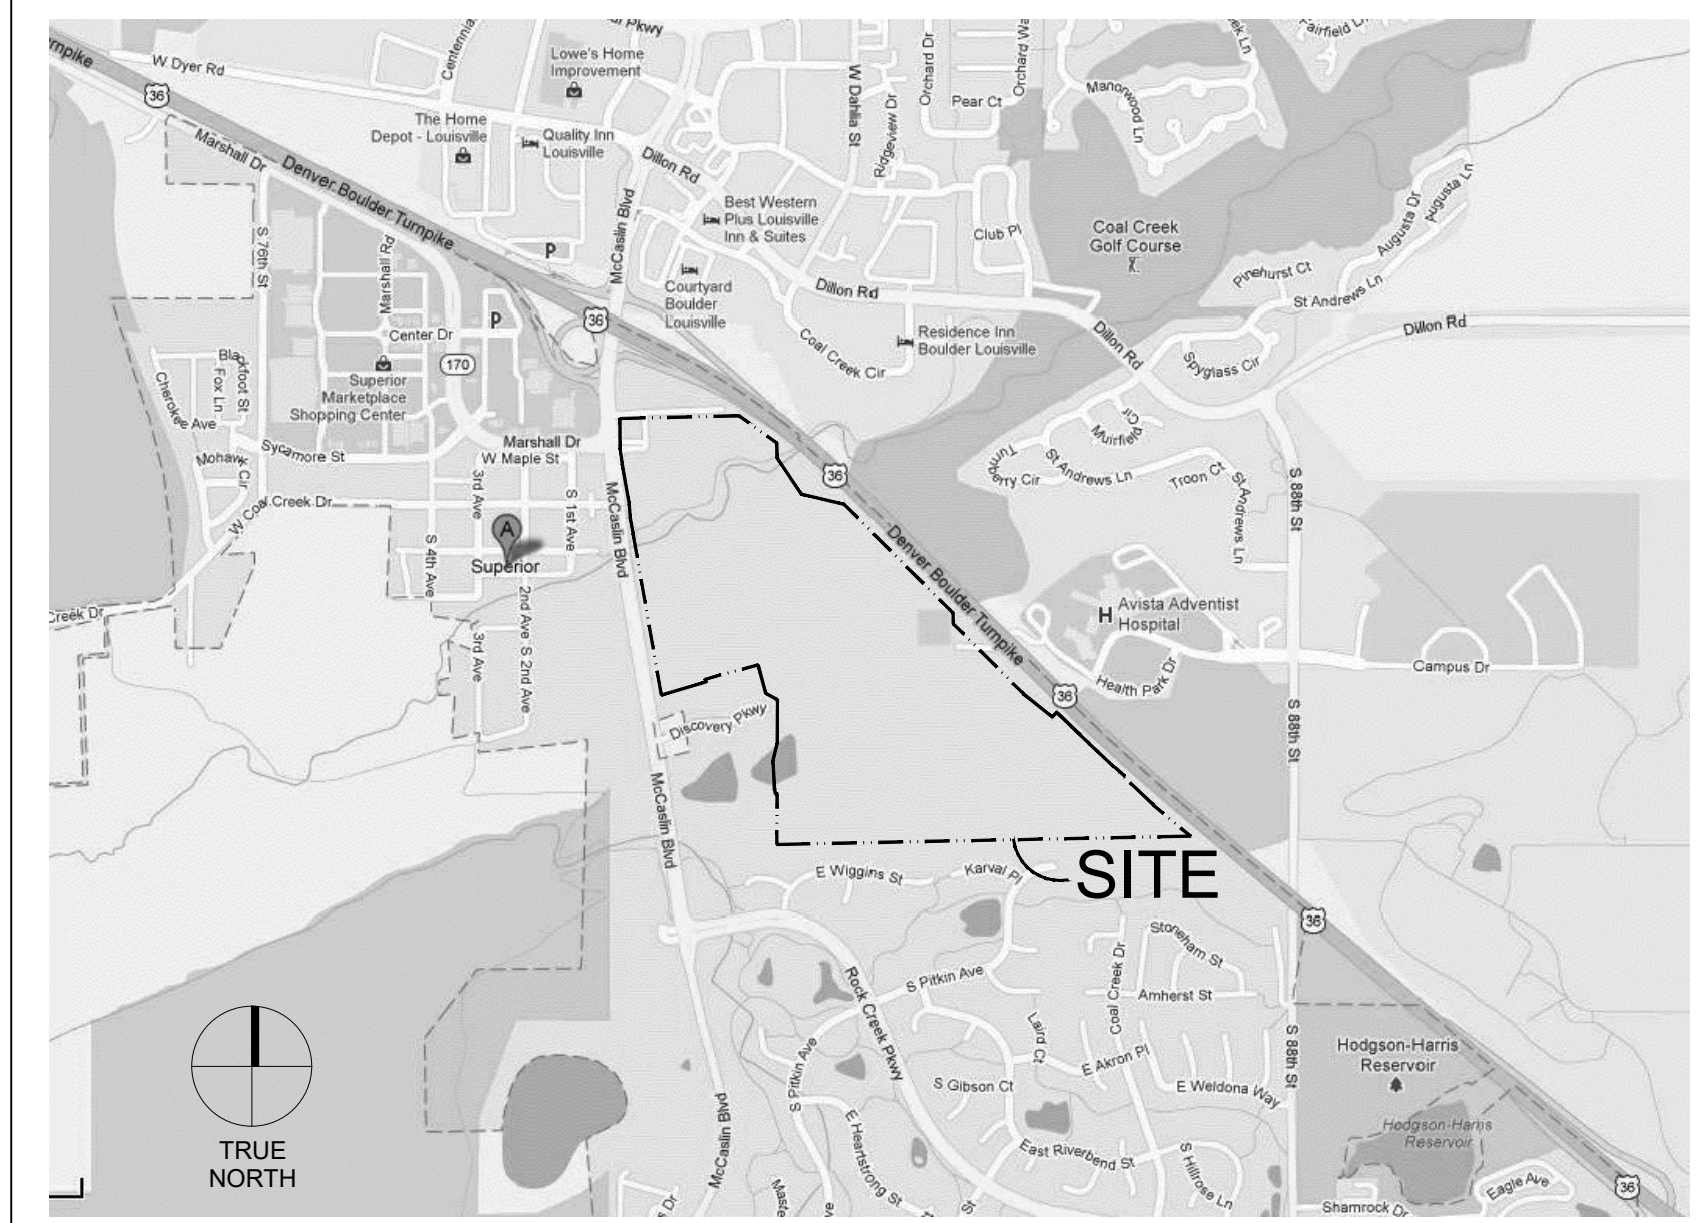 W Dyer Rd
36
Marshall Dr
Denver Boulder Turnpike
Lowe's Home
Improvement
The Home
Depot - Louisville
Quality Inn
Louisville
Dillon Rd
McCaslin Blvd
W Dahlia St
Ridgeview Dr
Orchard Dr
Pear Ct
Manorwood Ln
Fairfield Ln
Best Western
Plus Louisville
Inn & Suites
Club Pl
Coal Creek
Golf Course
Augusta Dr
Augusta Ln
Pinehurst Ct
St Andrews Ln
Dillon Rd
S 76th St
Marshall Rd
P
P
Center Dr
170
36
Courtyard
Boulder
Louisville
Dillon Rd
Coal Creek Cir
Residence Inn
Boulder Louisville
Dillon Rd
Spyglass Cir
Superior
Marketplace
Shopping Center
Blackfoot St
Fox Ln
Cherokee Ave
Mohawk Cir
Sycamore St
Marshall Dr
W Maple St
W Coal Creek Dr
3rd Ave
S 1st Ave
S 4th Ave
A
Superior
McCaslin Blvd
36
Muirfield Cir
Turnberry Cir
St Andrews Ln
Troon Ct
St Andrews Ln
S 88th St
Denver Boulder Turnpike
H
Avista Adventist
Hospital
Health Park Dr
Campus Dr
36
S 88th St
Creek Dr
2nd Ave
S 2nd Ave
3rd Ave
Discovery Pkwy
McCaslin Blvd
E Wiggins St
Karval Pl
SITE
36
Stoneham St
S Pitkin Ave
Coal Creek Dr
Amherst St
Rock Creek Pkwy
Laird Ct
E Akron Pl
S 88th St
Hodgson-Harris
Reservoir
S Pitkin Ave
S Gibson Ct
E Weldona Way
Hodgson-Harris
Reservoir
McCaslin Blvd
E Heartstrong St
East Riverbend St
S Hillrose Ln
Eagle Ave
36
Shamrock Dr
TRUE
NORTH